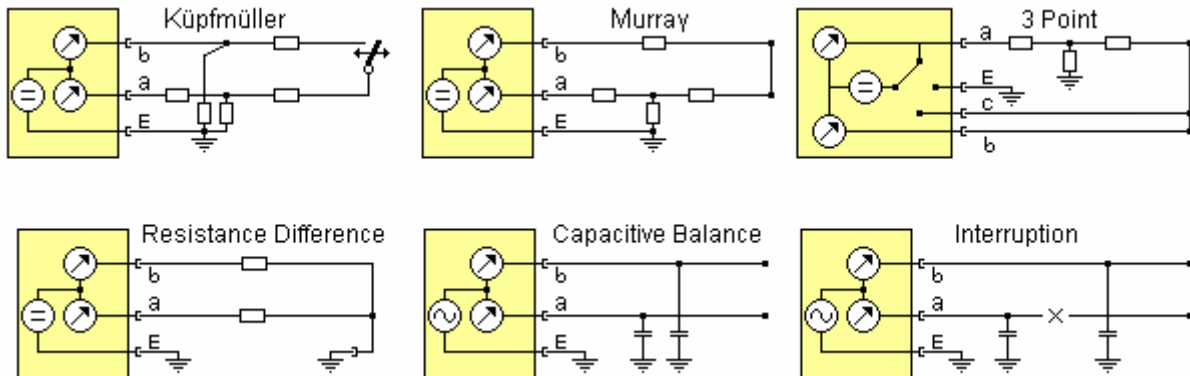 Küpfmüller
b
a
E
Murray
b
a
E
3 Point
a
E
c
b
Resistance Difference
b
a
E
Capacitive Balance
b
a
E
Interruption
b
a
E